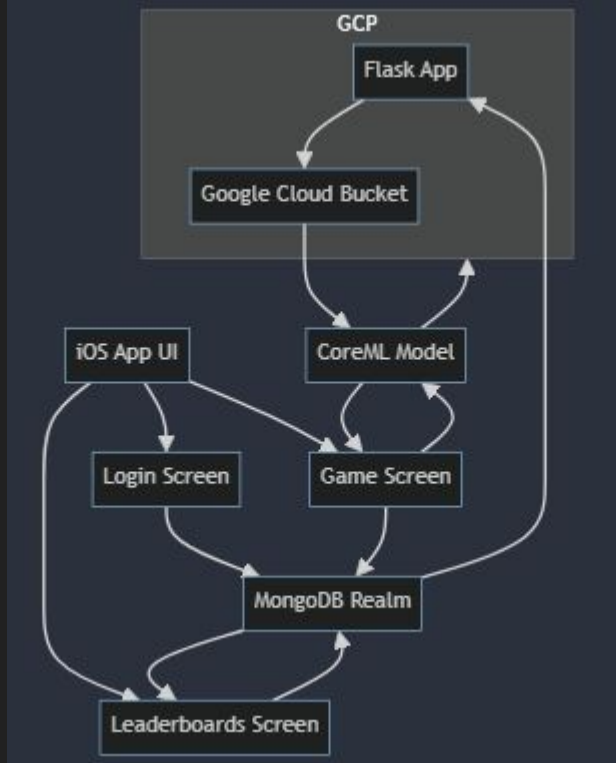 GCP
Flask App
Google Cloud Bucket
iOS App UI
CoreML Model
Login Screen
Game Screen
MongoDB Realm
Leaderboards Screen